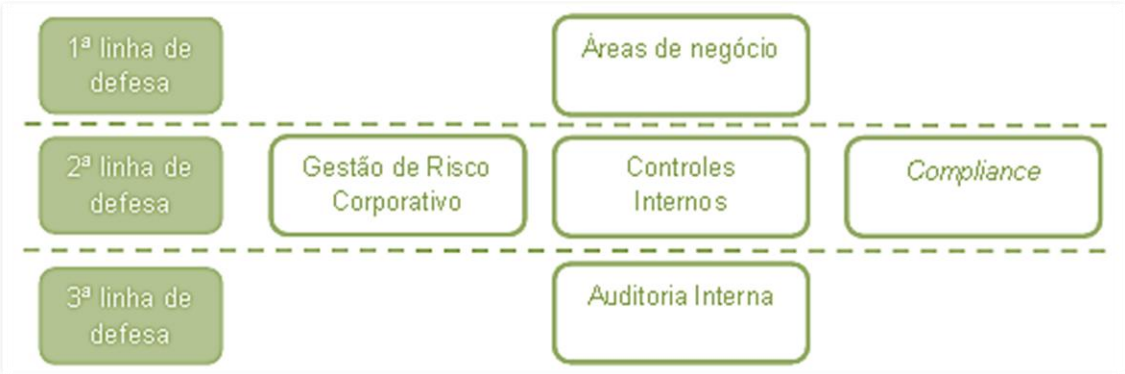 1ª linha de
defesa
Áreas de negócio
2ª linha de
defesa
Gestão de Risco
Corporativo
Controles
Internos
Compliance
3ª linha de
defesa
Auditoria Interna